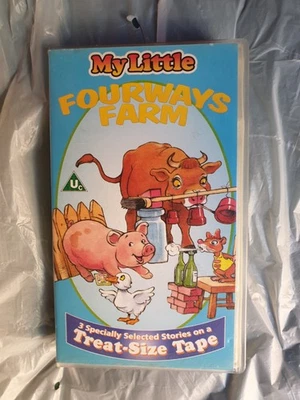 My Little
FOURWAYS
FARM
Uc
3 Specially Selected Stories on a
Treat-Size Tape